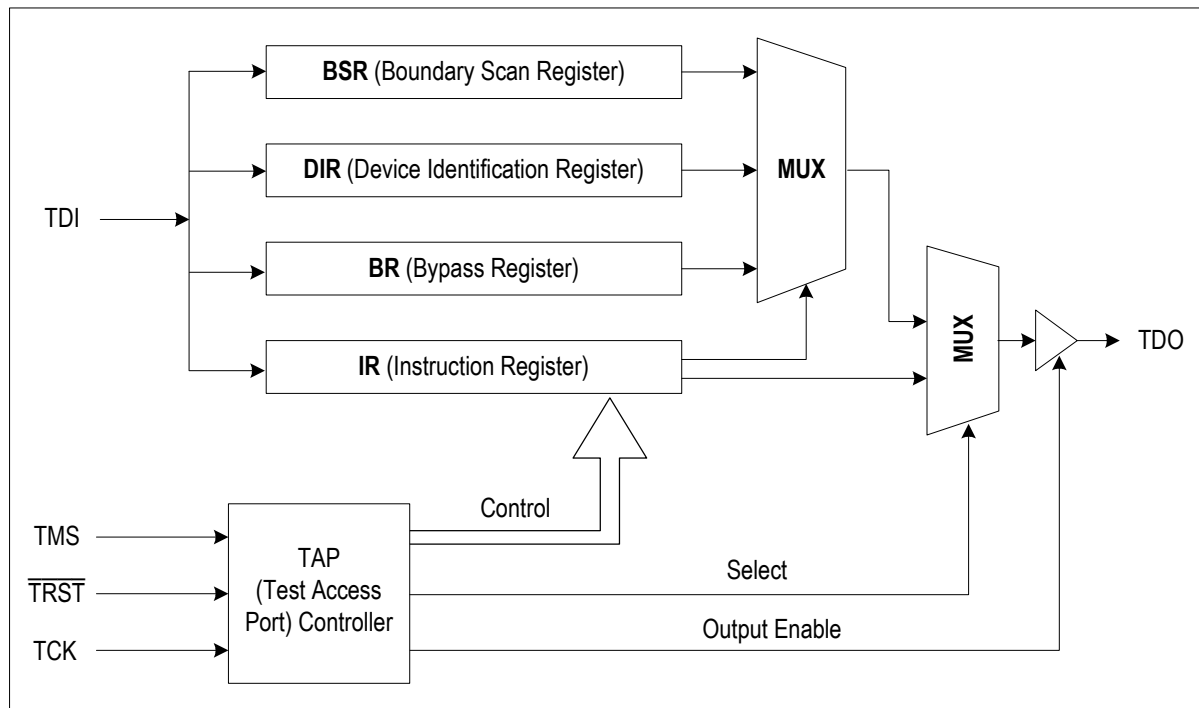 BSR (Boundary Scan Register)
DIR (Device Identification Register)
MUX
TDI
BR (Bypass Register)
MUX
TDO
IR (Instruction Register)
Control
TMS
TAP
(Test Access
Port) Controller
TRST
Select
TCK
Output Enable